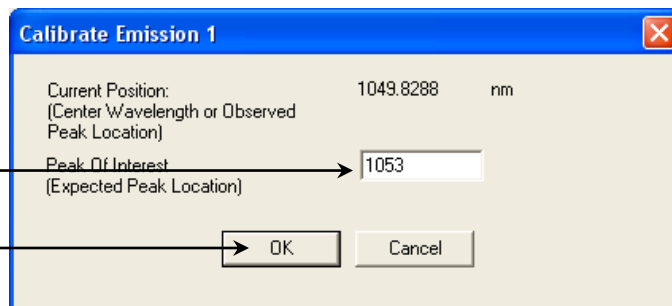 Calibrate Emission 1
Current Position: 1049.8288 nm
(Center Wavelength or Observed
Peak Location)
Peak Of Interest 1053
(Expected Peak Location)
OK Cancel